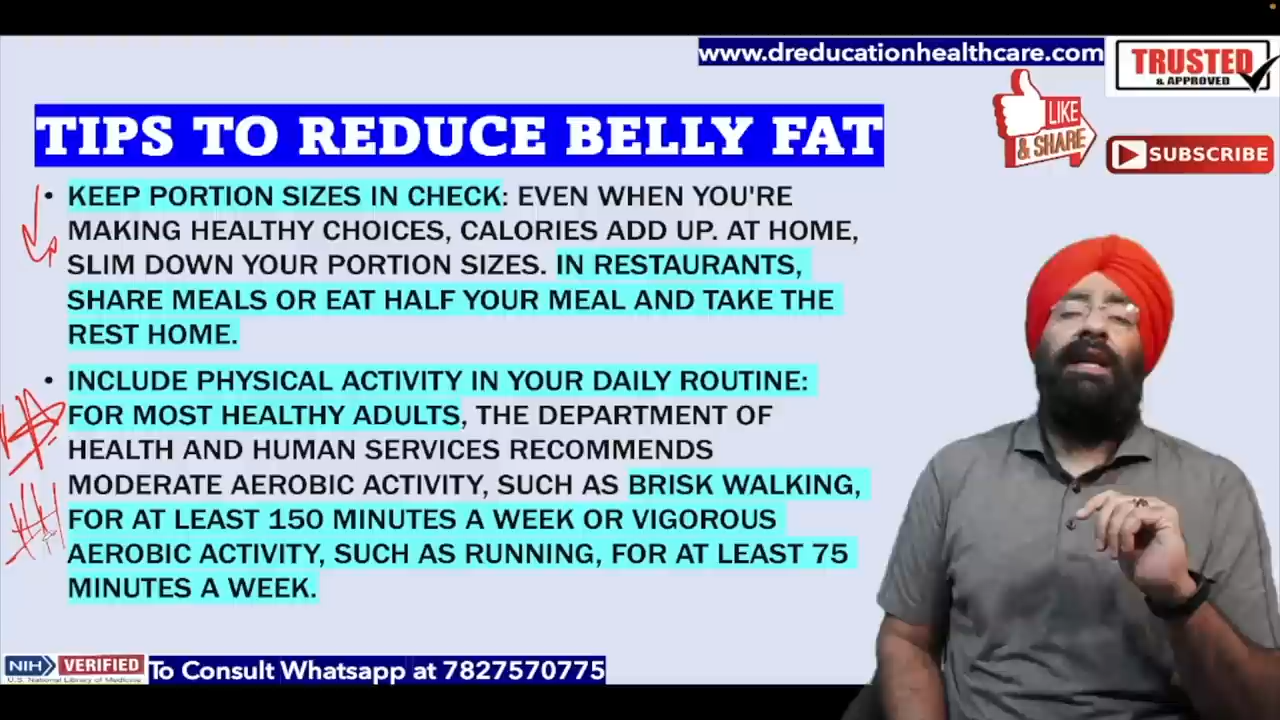 www.dreducationhealthcare.com
TRUSTED
& APPROVED
LIKE
& SHARE
SUBSCRIBE
TIPS TO REDUCE BELLY FAT
• KEEP PORTION SIZES IN CHECK: EVEN WHEN YOU'RE
MAKING HEALTHY CHOICES, CALORIES ADD UP. AT HOME,
SLIM DOWN YOUR PORTION SIZES. IN RESTAURANTS,
SHARE MEALS OR EAT HALF YOUR MEAL AND TAKE THE
REST HOME.
• INCLUDE PHYSICAL ACTIVITY IN YOUR DAILY ROUTINE:
FOR MOST HEALTHY ADULTS, THE DEPARTMENT OF
HEALTH AND HUMAN SERVICES RECOMMENDS
MODERATE AEROBIC ACTIVITY, SUCH AS BRISK WALKING,
FOR AT LEAST 150 MINUTES A WEEK OR VIGOROUS
AEROBIC ACTIVITY, SUCH AS RUNNING, FOR AT LEAST 75
MINUTES A WEEK.
NIH VERIFIED
U.S. National Library of Medicine
To Consult Whatsapp at 7827570775